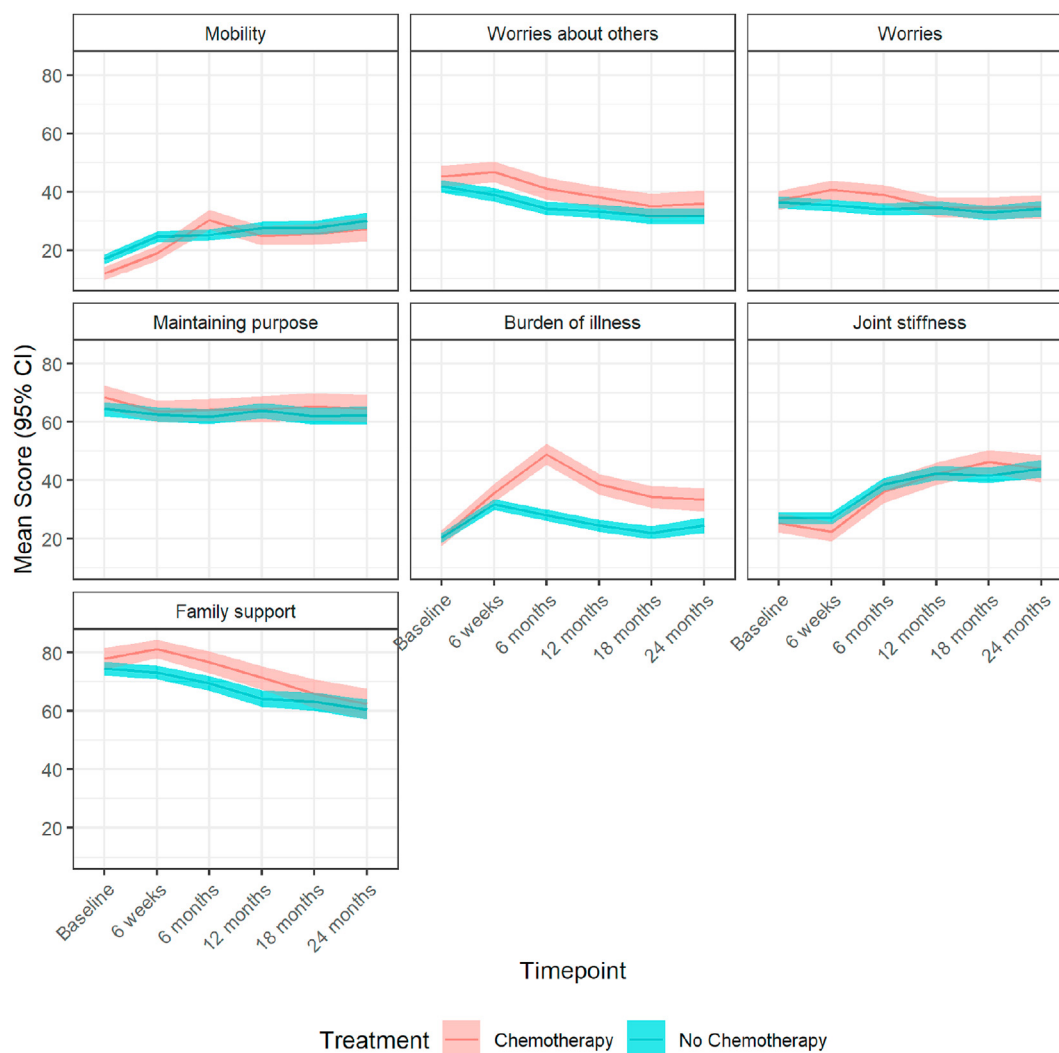 Mobility
Worries about others
Worries
80
60
40
20
Maintaining purpose
Burden of illness
Joint stiffness
80
60
40
20
Mean Score (95% CI)
Family support
80
60
40
20
Baseline
6 weeks
6 months
12 months
18 months
24 months
Baseline
6 weeks
6 months
12 months
18 months
24 months
Baseline
6 weeks
6 months
12 months
18 months
24 months
Timepoint
Treatment Chemotherapy No Chemotherapy